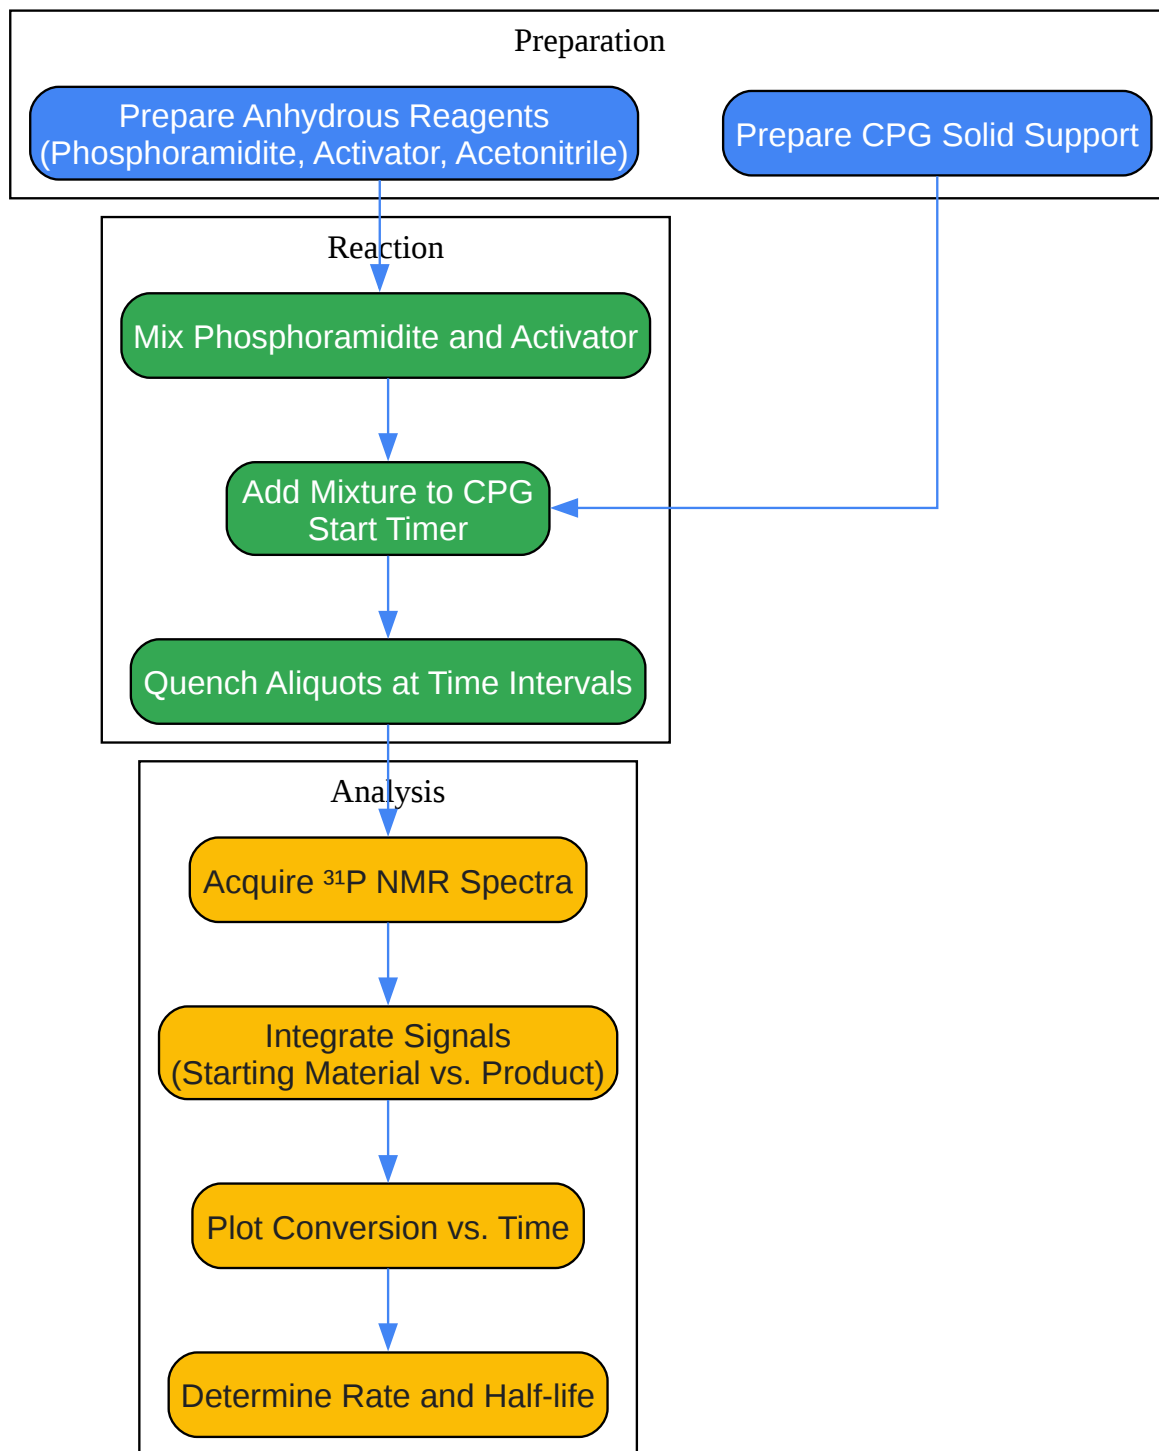 Preparation
Prepare Anhydrous Reagents
(Phosphoramidite, Activator, Acetonitrile)
Prepare CPG Solid Support
Reaction
Mix Phosphoramidite and Activator
Add Mixture to CPG
Start Timer
Quench Aliquots at Time Intervals
Analysis
Acquire ³¹P NMR Spectra
Integrate Signals
(Starting Material vs. Product)
Plot Conversion vs. Time
Determine Rate and Half-life